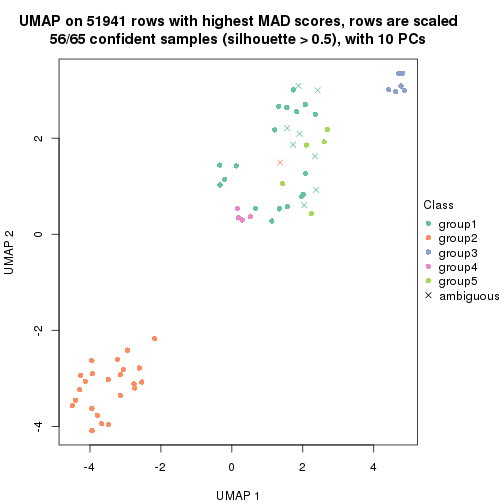 UMAP on 51941 rows with highest MAD scores, rows are scaled
56/65 confident samples (silhouette > 0.5), with 10 PCs
2
0
-2
-4
UMAP 2
-4
-2
0
2
4
UMAP 1
Class
group1
group2
group3
group4
group5
ambiguous